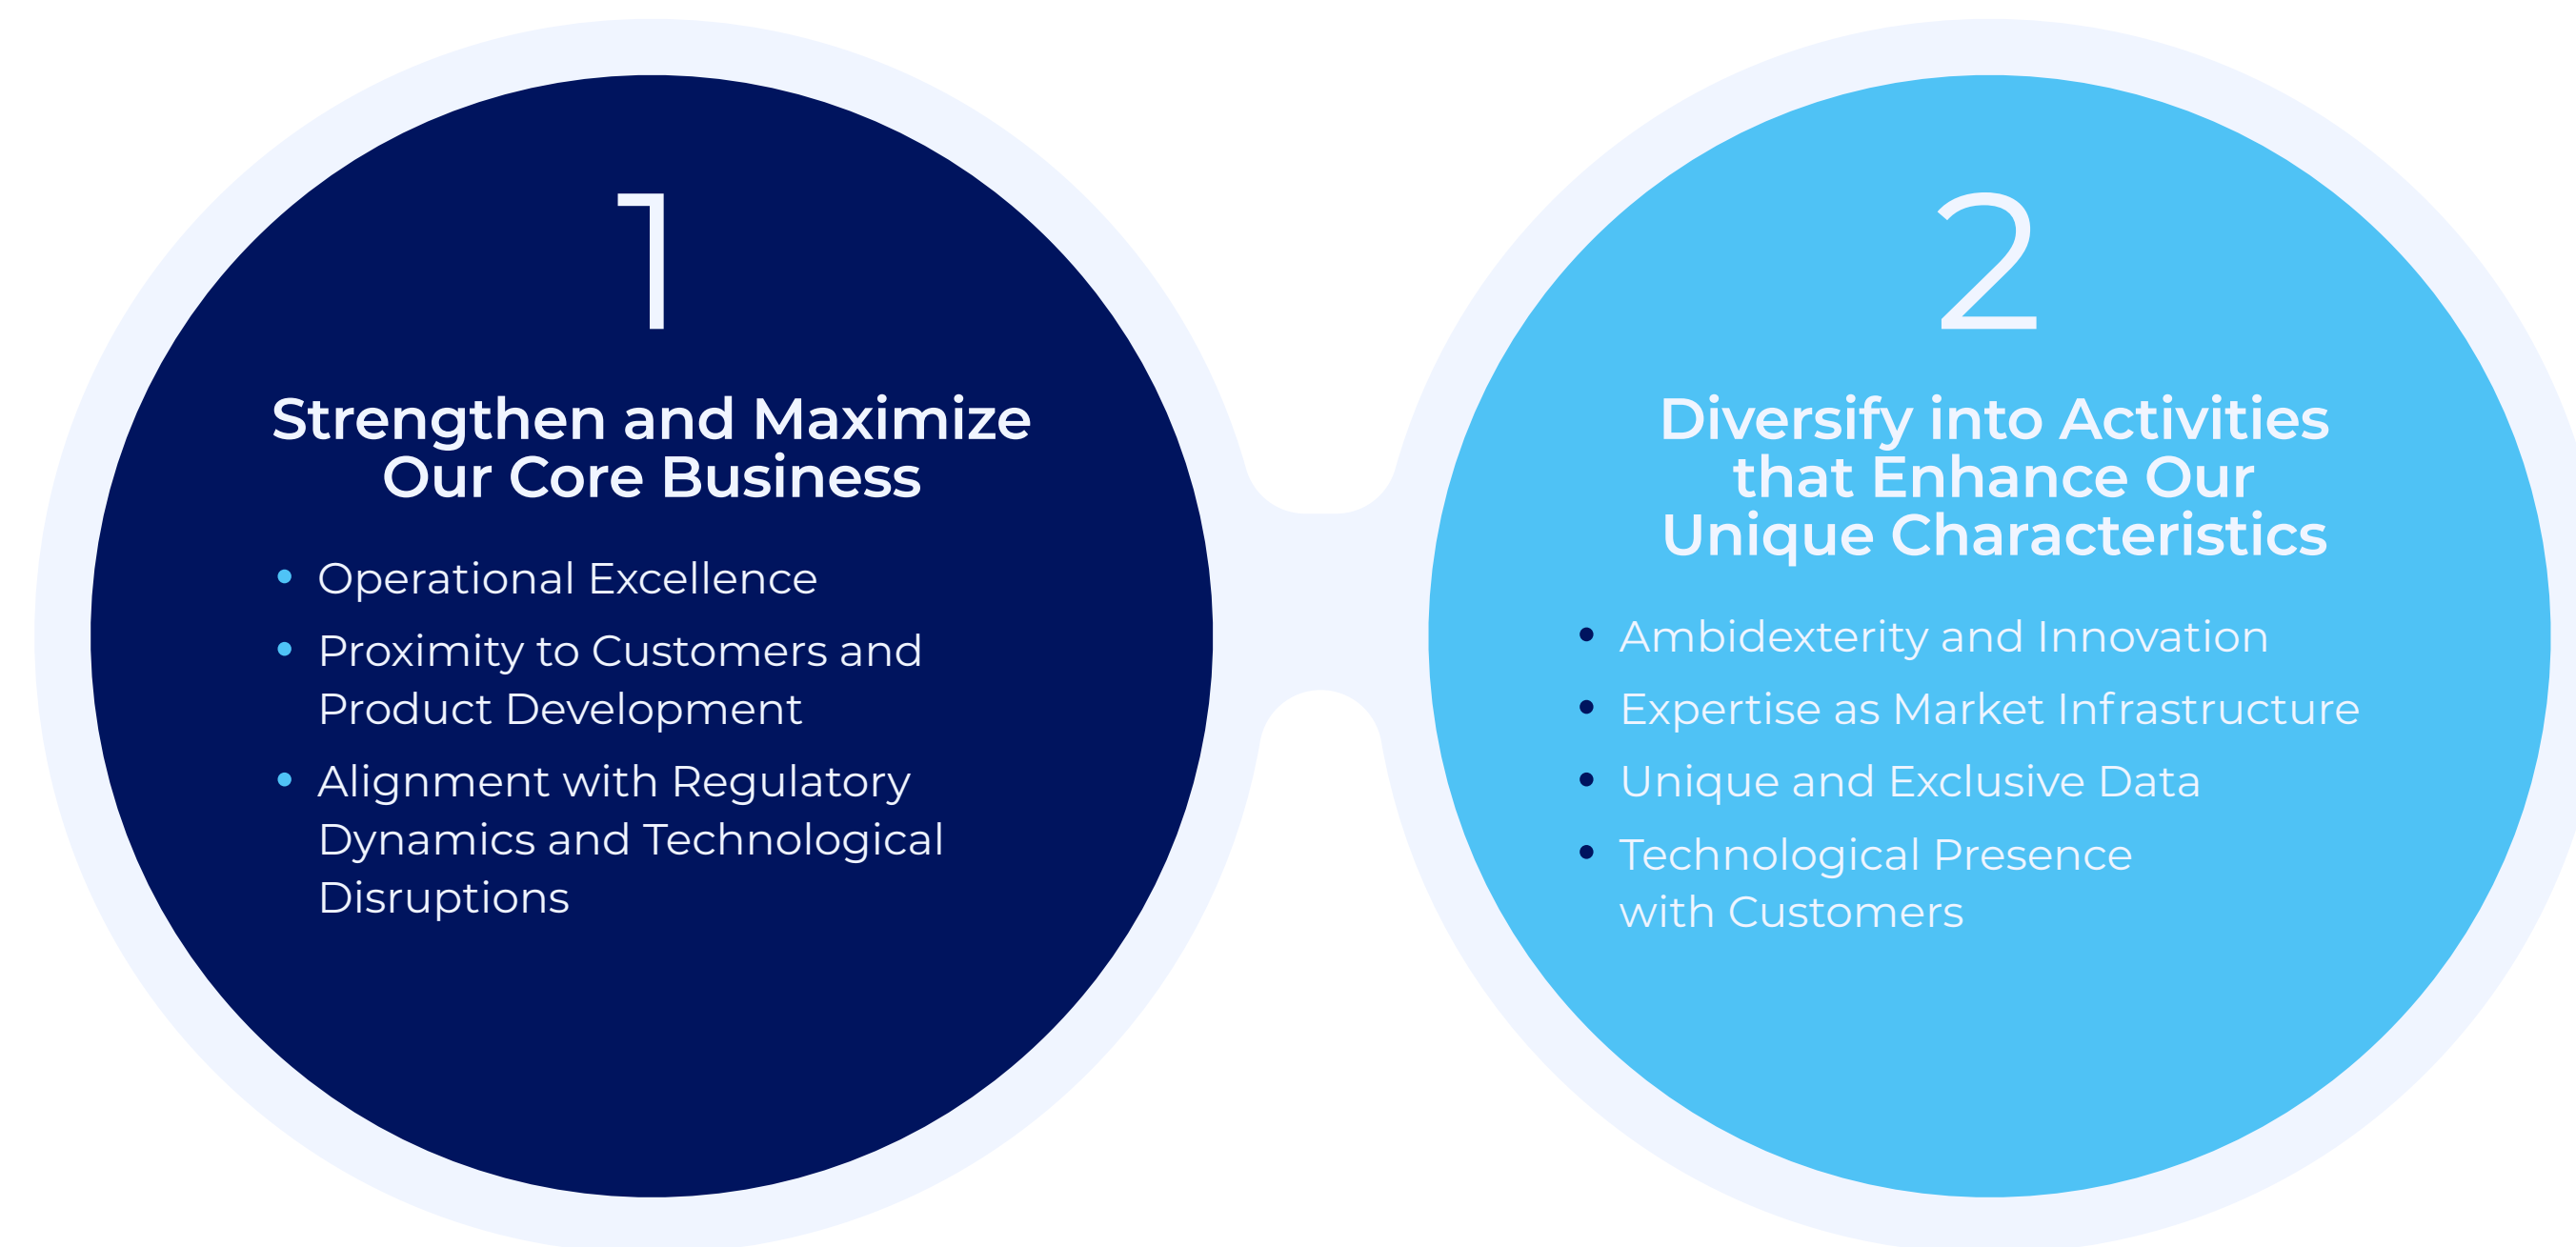 1
Strengthen and Maximize
Our Core Business
• Operational Excellence
• Proximity to Customers and
Product Development
• Alignment with Regulatory
Dynamics and Technological
Disruptions
2
Diversify into Activities
that Enhance Our
Unique Characteristics
• Ambidexterity and Innovation
• Expertise as Market Infrastructure
• Unique and Exclusive Data
• Technological Presence
with Customers